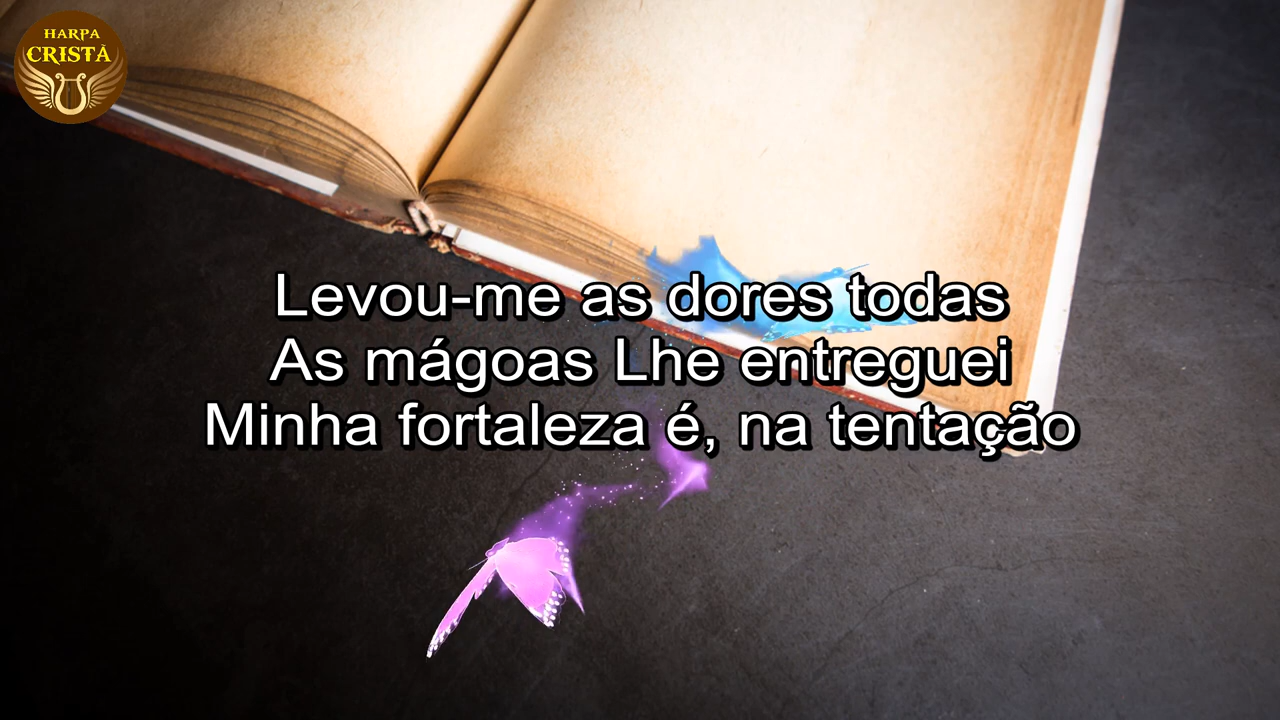 HARPA
CRISTÃ
Levou-me as dores todas
As mágoas Lhe entreguei
Minha fortaleza é, na tentação